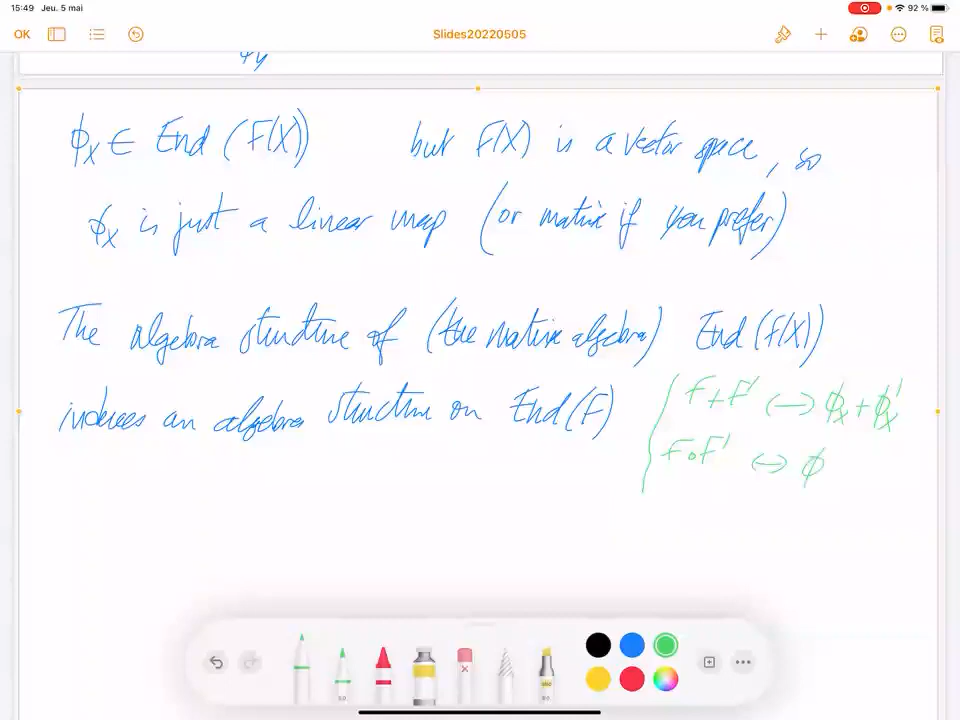 15:49 Jeu. 5 mai 92 %
OK Slides20220505
φy
ϕx ∈ End (F(X)) but F(X) is a vector space, so
ϕx is just a linear map (or matrix if you prefer)
The algebra structure of (the matrix algebra) End(F(X))
induces an algebra structure on End(F)
F+F' ↔ ϕx+ϕ'x
F∘F' ↔ ϕ